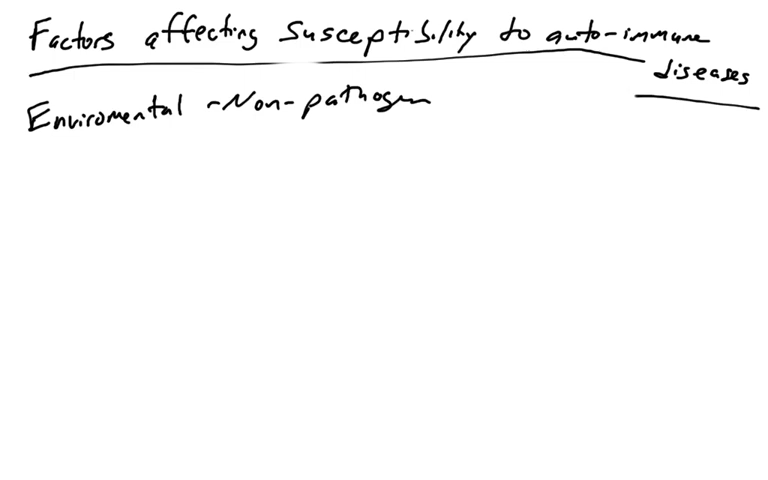 Factors affecting Susceptibility to auto-immune
diseases
Enviromental - Non-pathogen